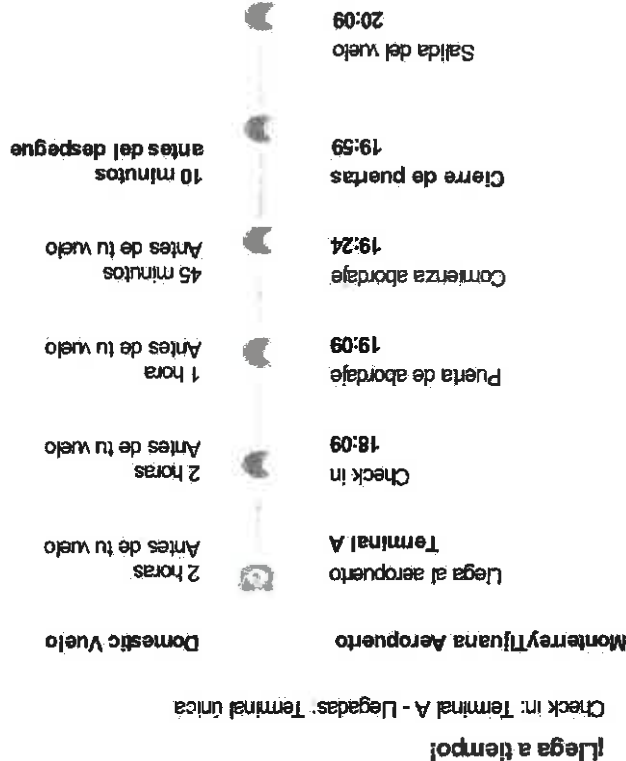 ¡Llega a tiempo!
Check in: Terminal A - Llegadas: Terminal única
MonterreyTijuana Aeropuerto
Domestic Vuelo
Llega al aeropuerto
Terminal A
2 horas
Antes de tu vuelo
Check in
18:09
2 horas
Antes de tu vuelo
Puerta de abordaje
19:09
1 hora
Antes de tu vuelo
Comienza abordaje
19:24
45 minutos
Antes de tu vuelo
Cierre de puertas
19:59
10 minutos
antes del despegue
Salida del vuelo
20:09